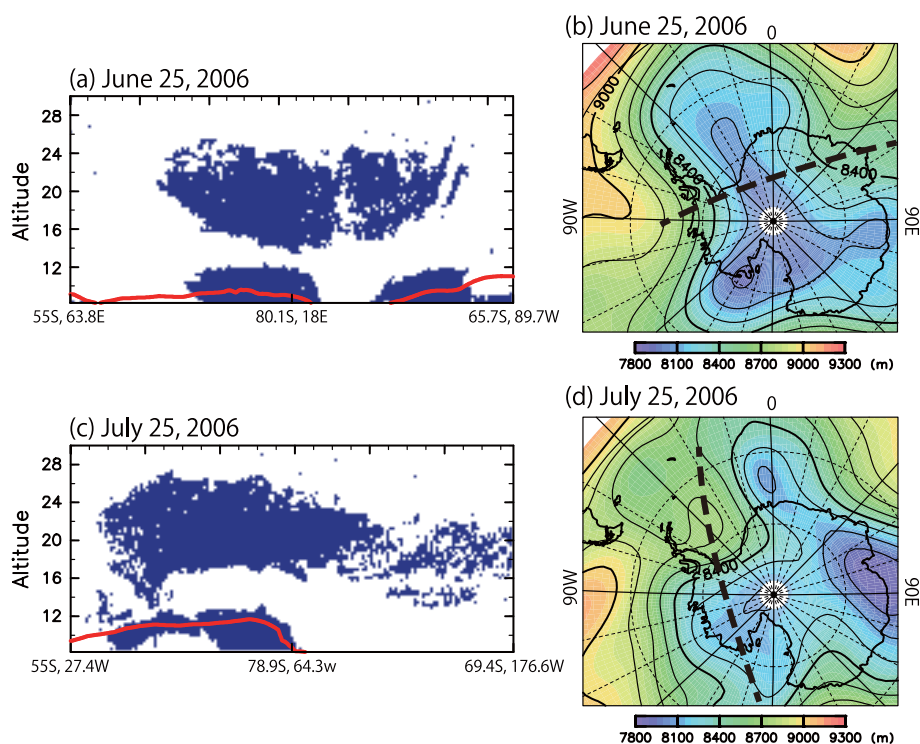 (a) June 25, 2006
Altitude
28
24
20
16
12
55S, 63.8E
80.1S, 18E
65.7S, 89.7W
(b) June 25, 2006
0
9000
8400
8400
90W
90E
7800 8100 8400 8700 9000 9300 (m)
(c) July 25, 2006
Altitude
28
24
20
16
12
55S, 27.4W
78.9S, 64.3w
69.4S, 176.6W
(d) July 25, 2006
0
8400
90W
90E
7800 8100 8400 8700 9000 9300 (m)